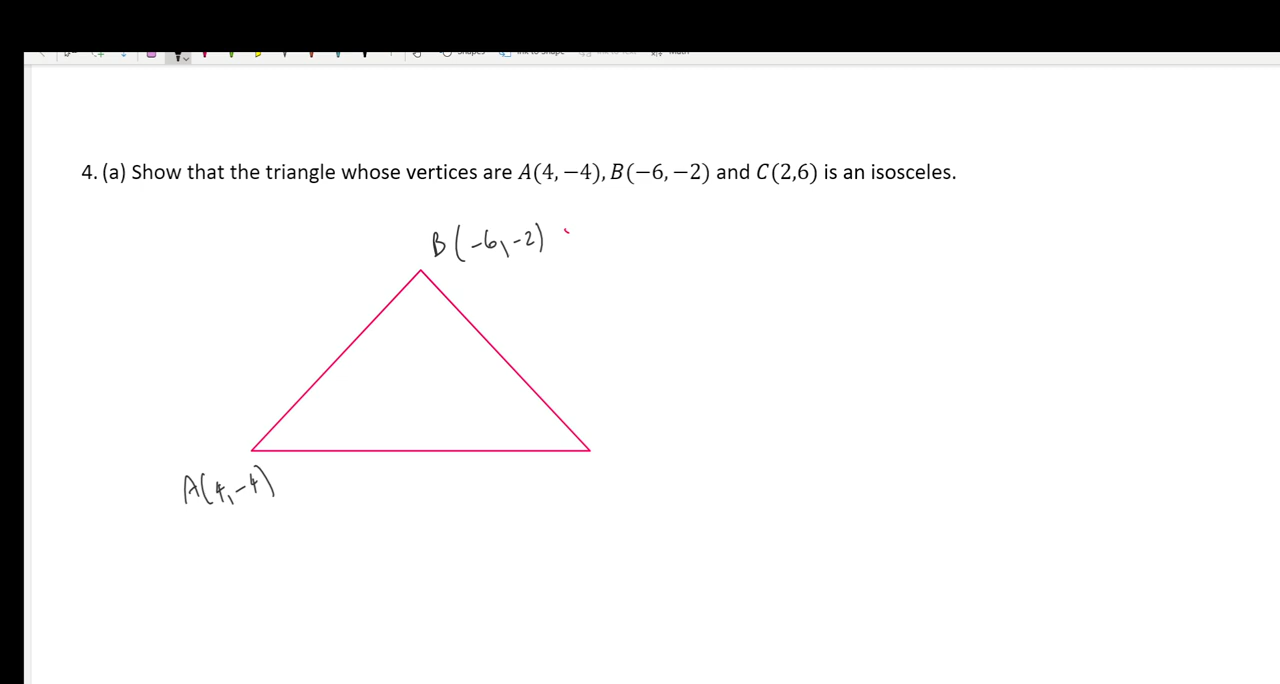 4. (a) Show that the triangle whose vertices are A(4, −4), B(−6, −2) and C(2,6) is an isosceles.
B(-6, -2)
A(4, -4)